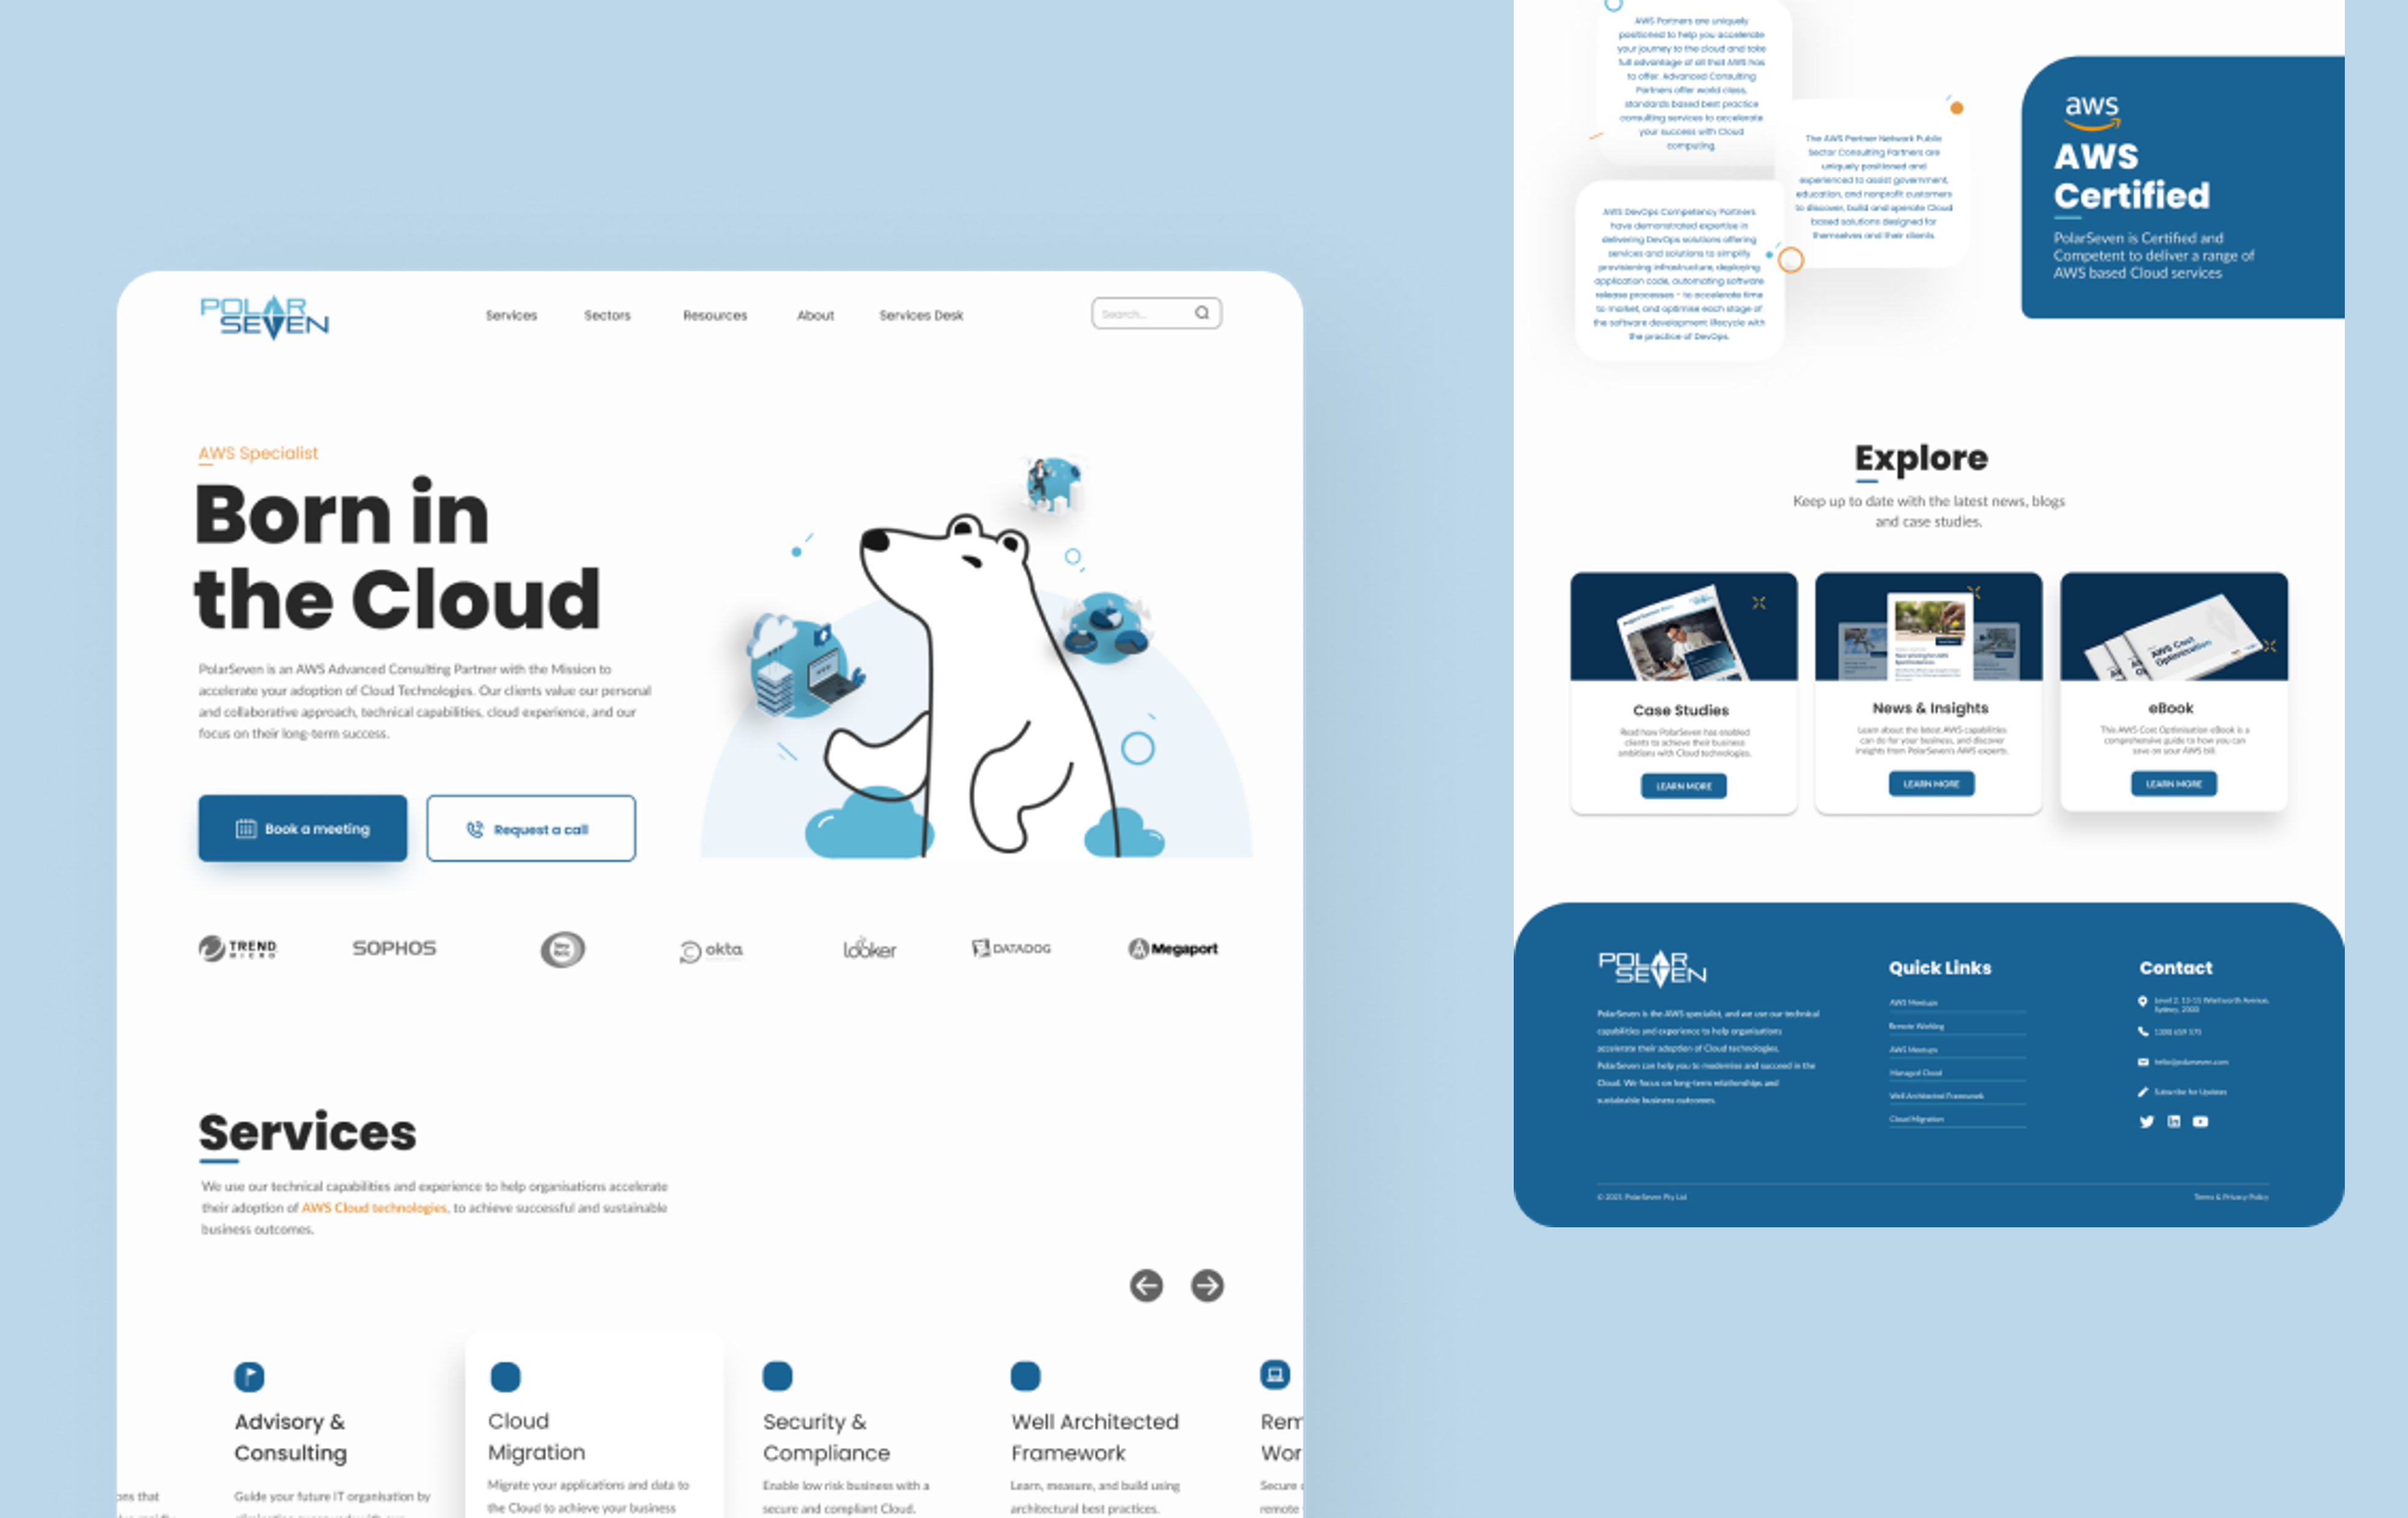 POLAR
SEVEN
Services
Sectors
Resources
About
Services Desk
Search...
AWS Specialist
Born in
the Cloud
PolarSeven is an AWS Advanced Consulting Partner with the Mission to
accelerate your adoption of Cloud Technologies. Our clients value our personal
and collaborative approach, technical capabilities, cloud experience, and our
focus on their long-term success.
Book a meeting
Request a call
TREND
MICRO
SOPHOS
New
Relic
okta
looker
DATADOG
Megaport
Services
We use our technical capabilities and experience to help organisations accelerate
their adoption of AWS Cloud technologies, to achieve successful and sustainable
business outcomes.
ons that
Advisory &
Consulting
Guide your future IT organisation by
Cloud
Migration
Migrate your applications and data to
the Cloud to achieve your business
Security &
Compliance
Enable low risk business with a
secure and compliant Cloud.
Well Architected
Framework
Learn, measure, and build using
architectural best practices.
Rem
Wor
Secure
remote
AWS Partners are uniquely
positioned to help you accelerate
your journey to the cloud and take
full advantage of all that AWS has
to offer. Advanced Consulting
Partners offer world class,
standards based best practice
consulting services to accelerate
your success with Cloud
computing.
The AWS Partner Network Public
Sector Consulting Partners are
uniquely positioned and
experienced to assist government,
education, and nonprofit customers
to discover, build and operate Cloud
based solutions designed for
themselves and their clients.
AWS DevOps Competency Partners
have demonstrated expertise in
delivering DevOps solutions offering
services and solutions to simplify
provisioning infrastructure, deploying
application code, automating software
release processes - to accelerate time
to market, and optimise each stage of
the software development lifecycle with
the practice of DevOps.
aws
AWS
Certified
PolarSeven is Certified and
Competent to deliver a range of
AWS based Cloud services
Explore
Keep up to date with the latest news, blogs
and case studies.
Case Studies
Read how PolarSeven has enabled
clients to achieve their business
ambitions with Cloud technologies.
LEARN MORE
News & Insights
Learn about the latest AWS capabilities
can do for your business, and discover
insights from PolarSeven's AWS experts.
LEARN MORE
AWS Cost
Optimisation
eBook
This AWS Cost Optimisation eBook is a
comprehensive guide to how you can
save on your AWS bill.
LEARN MORE
POLAR
SEVEN
PolarSeven is the AWS specialist, and we use our technical
capabilities and experience to help organisations
accelerate their adoption of Cloud technologies.
PolarSeven can help you to modernise and succeed in the
Cloud. We focus on long-term relationships and
sustainable business outcomes.
Quick Links
AWS Meetups
Remote Working
AWS Meetups
Managed Cloud
Well Architected Framework
Cloud Migration
Contact
Level 2, 13-15 Wentworth Avenue,
Sydney, 2000
1300 659 575
hello@polarseven.com
Subscribe for Updates
© 2021 PolarSeven Pty Ltd
Terms & Privacy Policy